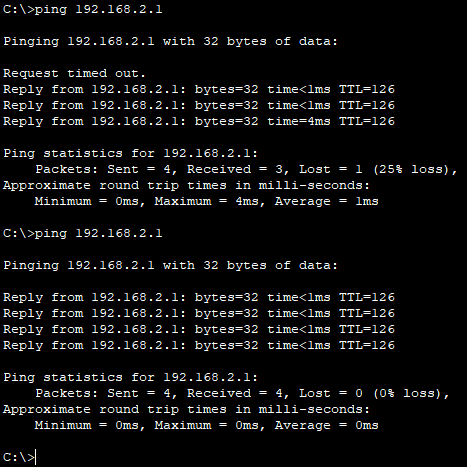 C:\>ping 192.168.2.1
Pinging 192.168.2.1 with 32 bytes of data:
Request timed out.
Reply from 192.168.2.1: bytes=32 time<1ms TTL=126
Reply from 192.168.2.1: bytes=32 time<1ms TTL=126
Reply from 192.168.2.1: bytes=32 time=4ms TTL=126
Ping statistics for 192.168.2.1:
    Packets: Sent = 4, Received = 3, Lost = 1 (25% loss),
Approximate round trip times in milli-seconds:
    Minimum = 0ms, Maximum = 4ms, Average = 1ms
C:\>ping 192.168.2.1
Pinging 192.168.2.1 with 32 bytes of data:
Reply from 192.168.2.1: bytes=32 time<1ms TTL=126
Reply from 192.168.2.1: bytes=32 time<1ms TTL=126
Reply from 192.168.2.1: bytes=32 time<1ms TTL=126
Reply from 192.168.2.1: bytes=32 time<1ms TTL=126
Ping statistics for 192.168.2.1:
    Packets: Sent = 4, Received = 4, Lost = 0 (0% loss),
Approximate round trip times in milli-seconds:
    Minimum = 0ms, Maximum = 0ms, Average = 0ms
C:\>